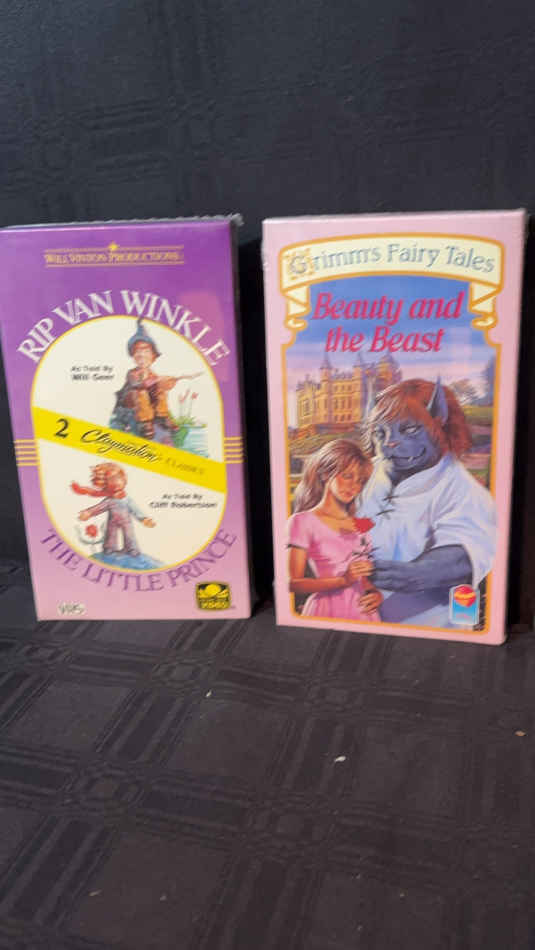 WILL VINTON PRODUCTIONS
RIP VAN WINKLE
As Told By
Will Geer
2 Claymation CLASSICS
As Told By
Cliff Robertson
THE LITTLE PRINCE
VHS
Grimm's Fairy Tales
Beauty and
the Beast